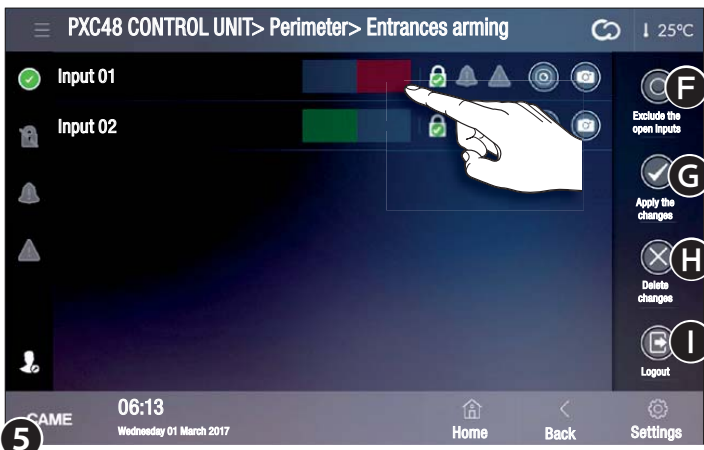 PXC48 CONTROL UNIT> Perimeter> Entrances arming
25°C
Input 01
Input 02
F
Exclude the
open inputs
G
Apply the
changes
H
Delete
changes
I
Logout
CAME
06:13
Wednesday 01 March 2017
Home
Back
Settings
5